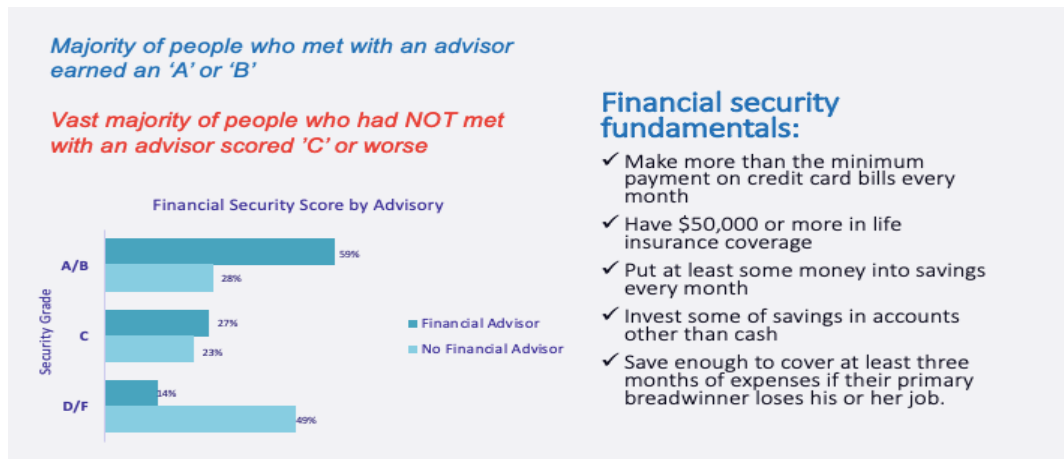 Majority of people who met with an advisor
earned an ‘A’ or ‘B’
Vast majority of people who had NOT met
with an advisor scored ’C’ or worse
Financial Security Score by Advisory
Security Grade
A/B
59%
28%
C
27%
23%
D/F
14%
49%
Financial Advisor
No Financial Advisor
Financial security
fundamentals:
✓ Make more than the minimum
payment on credit card bills every
month
✓ Have $50,000 or more in life
insurance coverage
✓ Put at least some money into savings
every month
✓ Invest some of savings in accounts
other than cash
✓ Save enough to cover at least three
months of expenses if their primary
breadwinner loses his or her job.